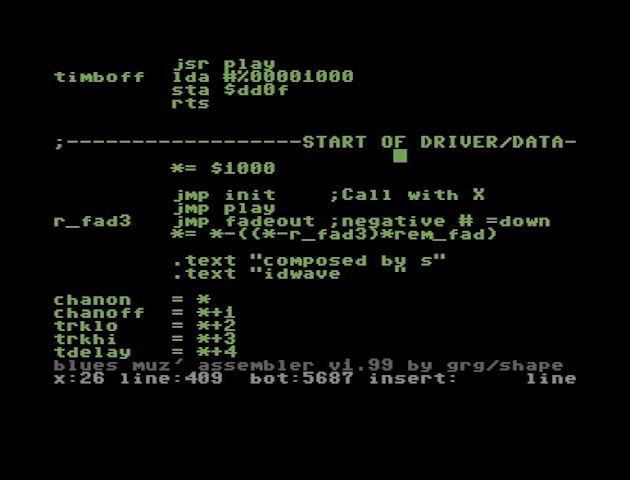 jsr play
timboff lda #%00001000
sta $dd0f
rts
;-------------------START OF DRIVER/DATA-
*= $1000
jmp init ;Call with X
jmp play
r_fad3 jmp fadeout ;negative # =down
*= *-((*-r_fad3)*rem_fad)
.text "composed by s"
.text "idwave    "
chanon = *
chanoff = *+1
trklo = *+2
trkhi = *+3
tdelay = *+4
blues muz' assembler v1.99 by grg/shape
x:26 line:409 bot:5687 insert: line